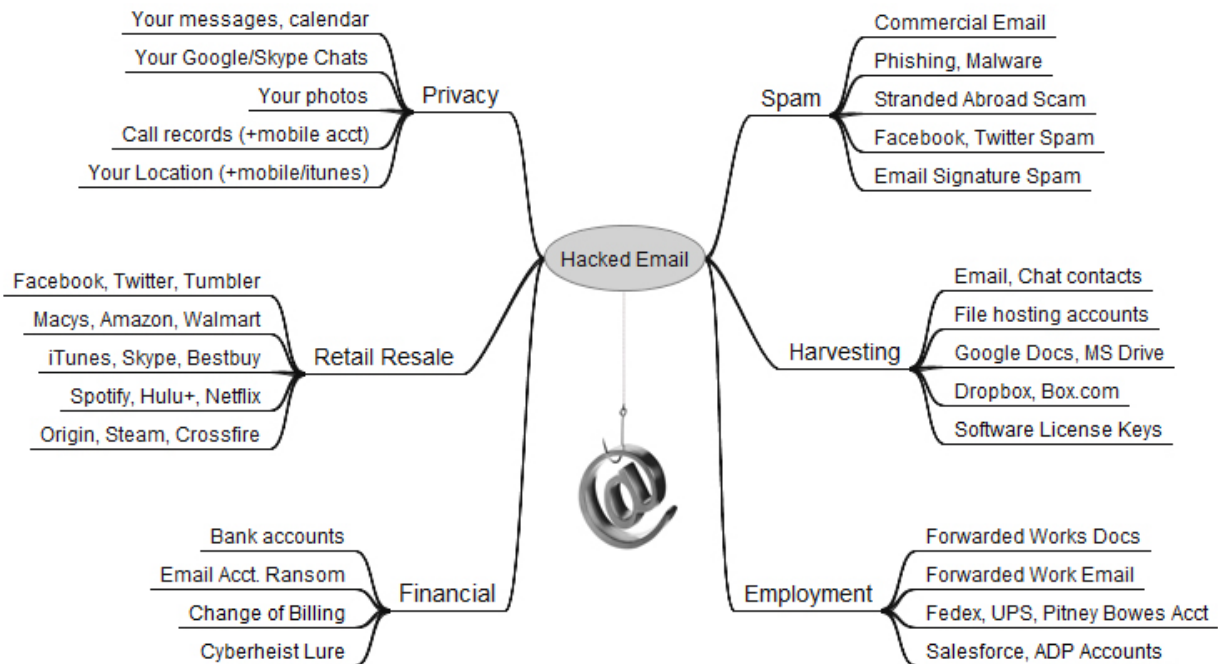 Hacked Email
Privacy
Your messages, calendar
Your Google/Skype Chats
Your photos
Call records (+mobile acct)
Your Location (+mobile/itunes)
Retail Resale
Facebook, Twitter, Tumbler
Macys, Amazon, Walmart
iTunes, Skype, Bestbuy
Spotify, Hulu+, Netflix
Origin, Steam, Crossfire
Financial
Bank accounts
Email Acct. Ransom
Change of Billing
Cyberheist Lure
Spam
Commercial Email
Phishing, Malware
Stranded Abroad Scam
Facebook, Twitter Spam
Email Signature Spam
Harvesting
Email, Chat contacts
File hosting accounts
Google Docs, MS Drive
Dropbox, Box.com
Software License Keys
Employment
Forwarded Works Docs
Forwarded Work Email
Fedex, UPS, Pitney Bowes Acct
Salesforce, ADP Accounts
@